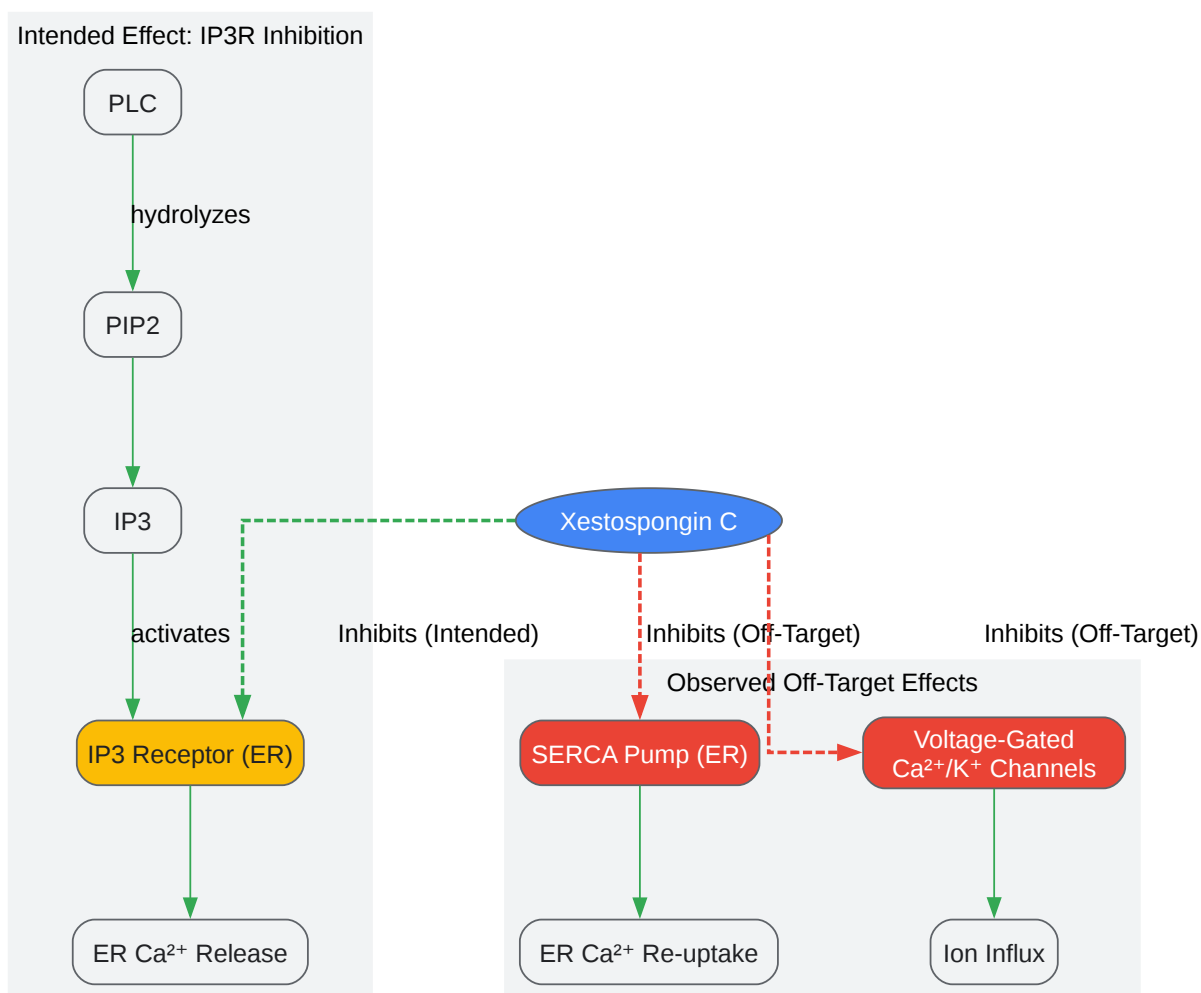 Intended Effect: IP3R Inhibition
PLC
hydrolyzes
PIP2
IP3
Xestospongin C
activates
Inhibits (Intended)
Inhibits (Off-Target)
Inhibits (Off-Target)
Observed Off-Target Effects
IP3 Receptor (ER)
SERCA Pump (ER)
Voltage-Gated
Ca²⁺/K⁺ Channels
ER Ca²⁺ Release
ER Ca²⁺ Re-uptake
Ion Influx